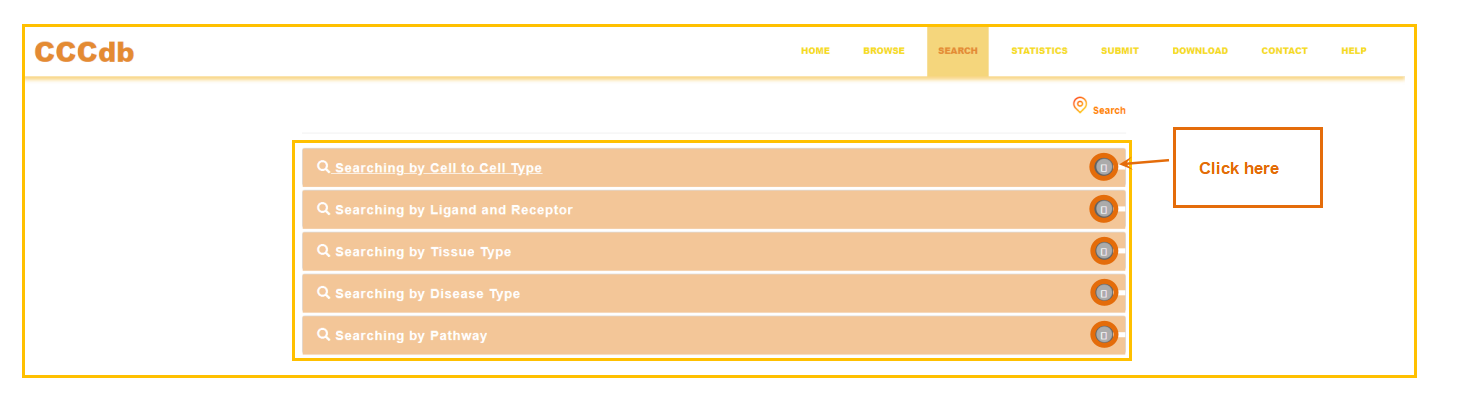 CCCdb
HOME BROWSE SEARCH STATISTICS SUBMIT DOWNLOAD CONTACT HELP
Search
Searching by Cell to Cell Type
Click here
Searching by Ligand and Receptor
Searching by Tissue Type
Searching by Disease Type
Searching by Pathway